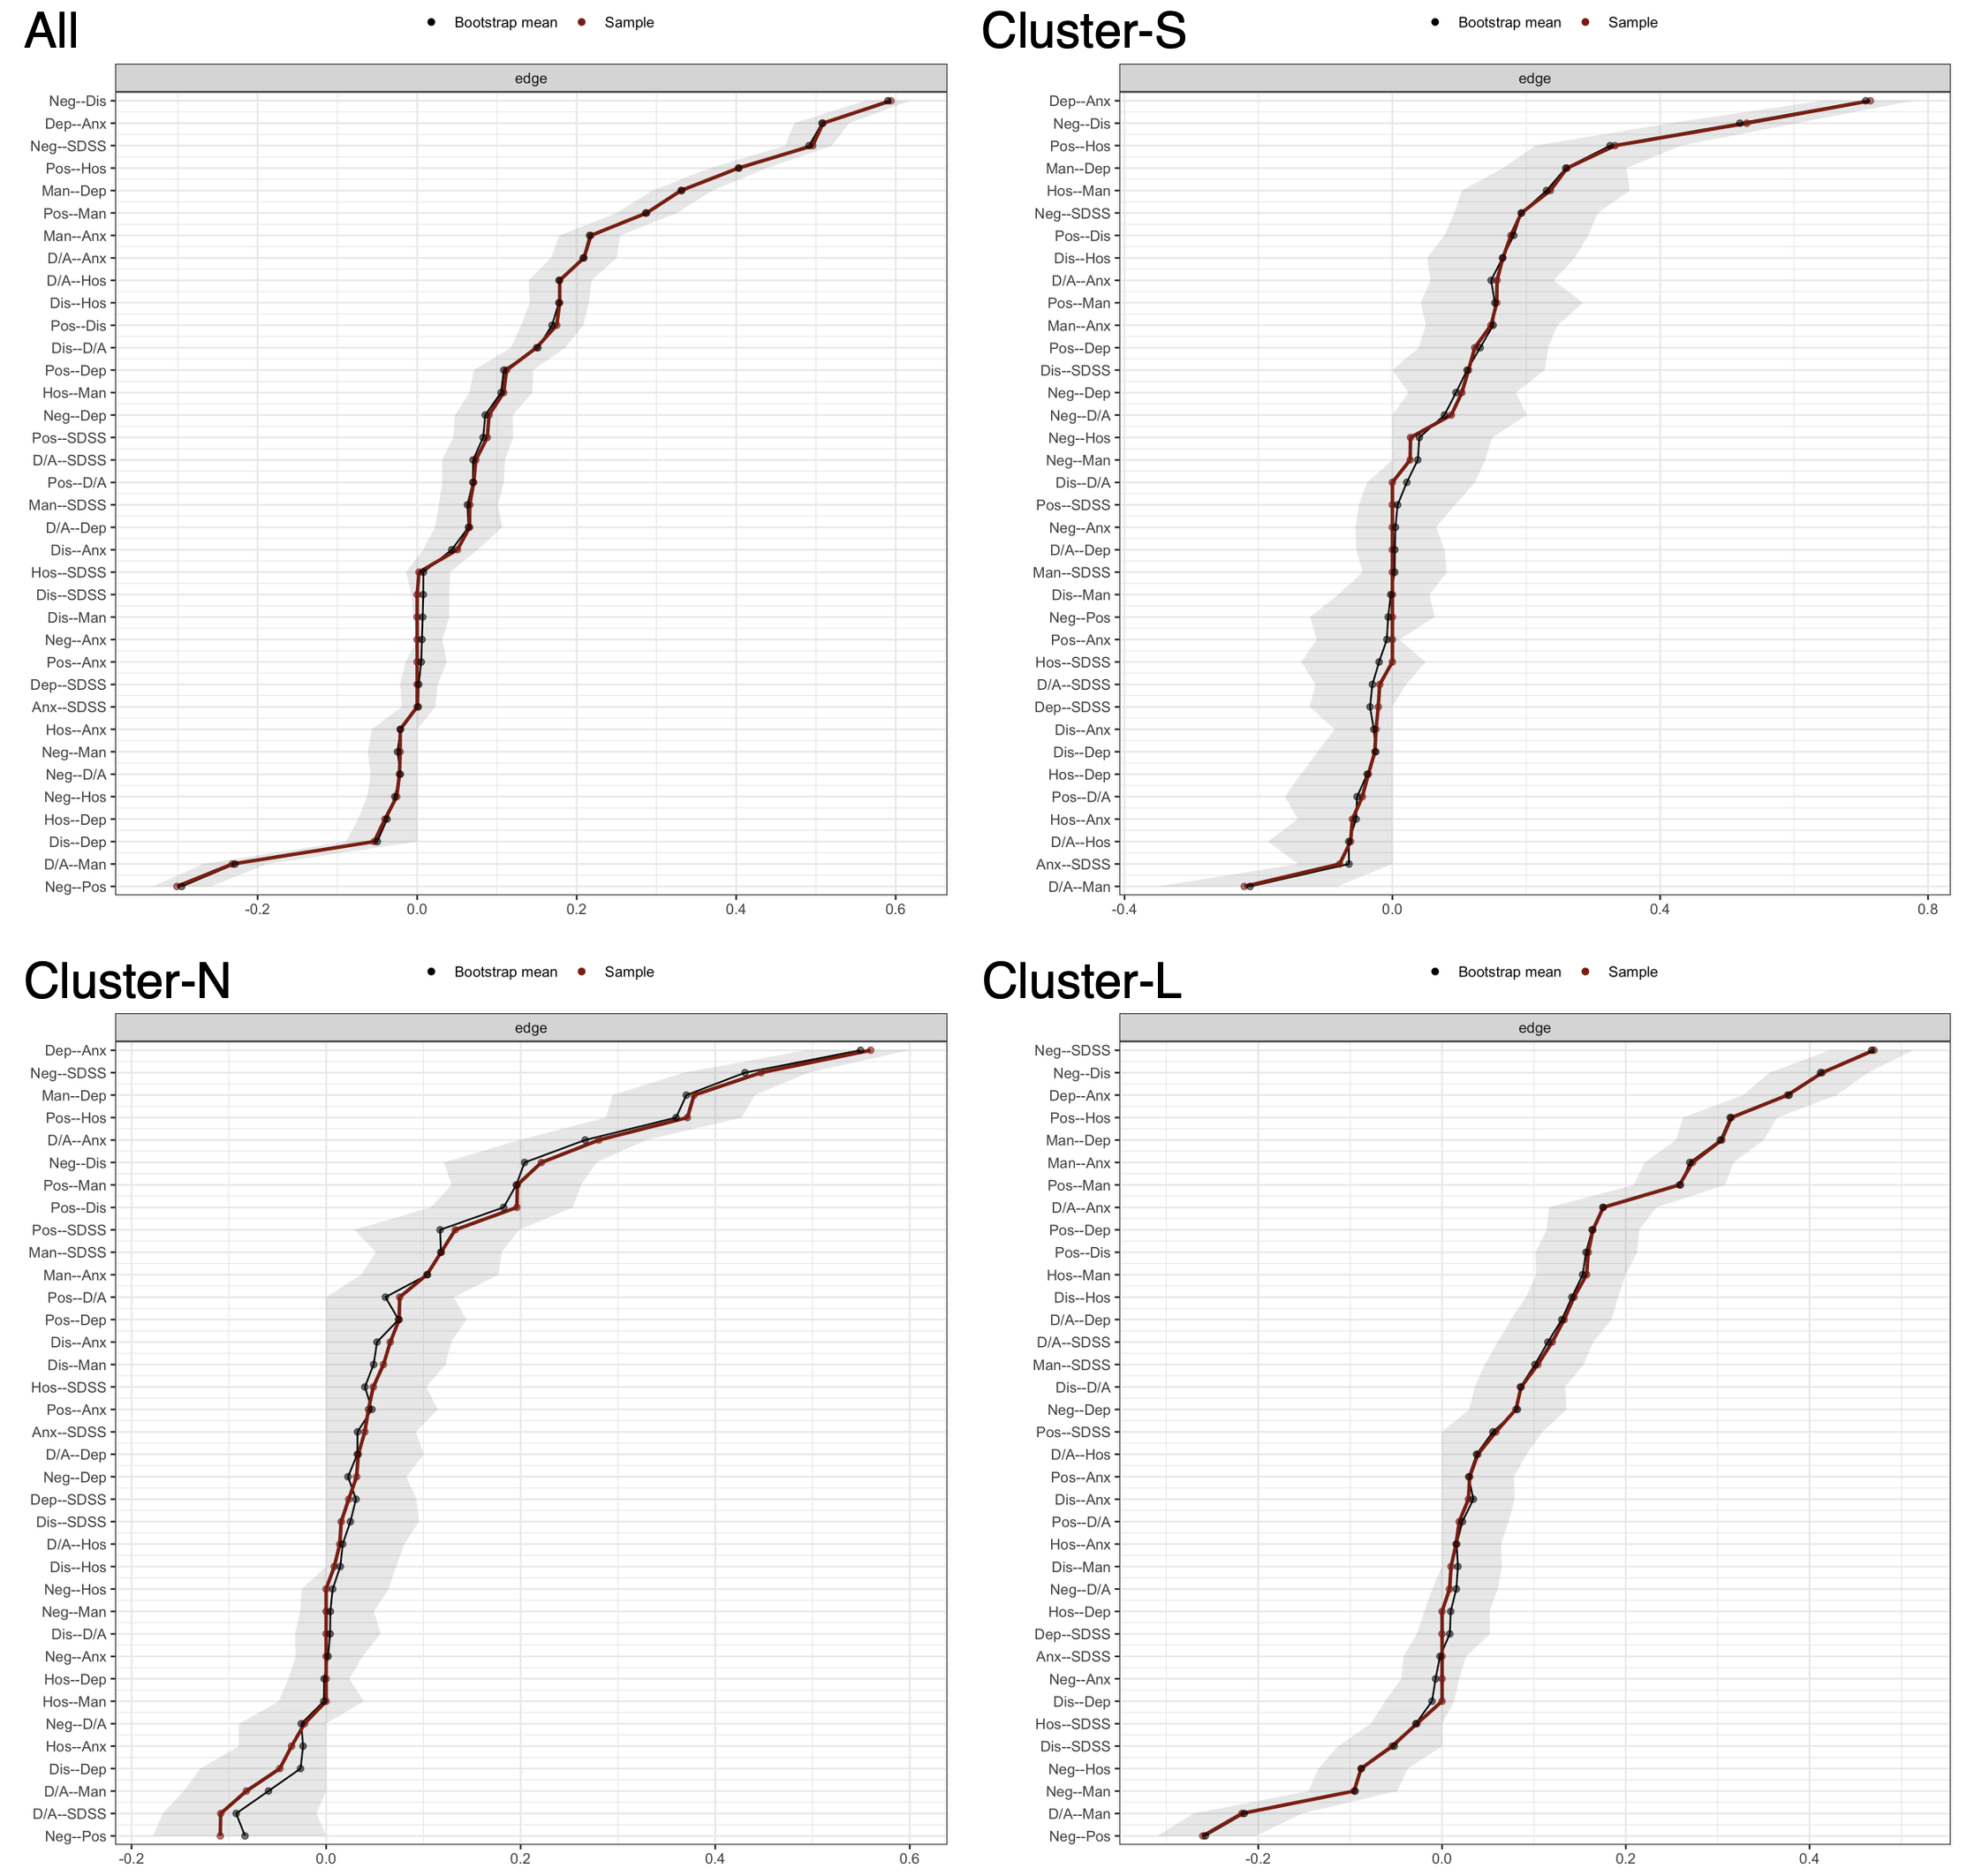 All
Bootstrap mean Sample
edge
Neg--Dis
Dep--Anx
Neg--SDSS
Pos--Hos
Man--Dep
Pos--Man
Man--Anx
D/A--Anx
D/A--Hos
Dis--Hos
Pos--Dis
Dis--D/A
Pos--Dep
Hos--Man
Neg--Dep
Pos--SDSS
D/A--SDSS
Pos--D/A
Man--SDSS
D/A--Dep
Dis--Anx
Hos--SDSS
Dis--SDSS
Dis--Man
Neg--Anx
Pos--Anx
Dep--SDSS
Anx--SDSS
Hos--Anx
Neg--Man
Neg--D/A
Neg--Hos
Hos--Dep
Dis--Dep
D/A--Man
Neg--Pos
-0.2 0.0 0.2 0.4 0.6
Cluster-S
Bootstrap mean Sample
edge
Dep--Anx
Neg--Dis
Pos--Hos
Man--Dep
Hos--Man
Neg--SDSS
Pos--Dis
Dis--Hos
D/A--Anx
Pos--Man
Man--Anx
Pos--Dep
Dis--SDSS
Neg--Dep
Neg--D/A
Neg--Hos
Neg--Man
Dis--D/A
Pos--SDSS
Neg--Anx
D/A--Dep
Man--SDSS
Dis--Man
Neg--Pos
Pos--Anx
Hos--SDSS
D/A--SDSS
Dep--SDSS
Dis--Anx
Dis--Dep
Hos--Dep
Pos--D/A
Hos--Anx
D/A--Hos
Anx--SDSS
D/A--Man
-0.4 0.0 0.4 0.8
Cluster-N
Bootstrap mean Sample
edge
Dep--Anx
Neg--SDSS
Man--Dep
Pos--Hos
D/A--Anx
Neg--Dis
Pos--Man
Pos--Dis
Pos--SDSS
Man--SDSS
Man--Anx
Pos--D/A
Pos--Dep
Dis--Anx
Dis--Man
Hos--SDSS
Pos--Anx
Anx--SDSS
D/A--Dep
Neg--Dep
Dep--SDSS
Dis--SDSS
D/A--Hos
Dis--Hos
Neg--Hos
Neg--Man
Dis--D/A
Neg--Anx
Hos--Dep
Hos--Man
Neg--D/A
Hos--Anx
Dis--Dep
D/A--Man
D/A--SDSS
Neg--Pos
-0.2 0.0 0.2 0.4 0.6
Cluster-L
Bootstrap mean Sample
edge
Neg--SDSS
Neg--Dis
Dep--Anx
Pos--Hos
Man--Dep
Man--Anx
Pos--Man
D/A--Anx
Pos--Dep
Pos--Dis
Hos--Man
Dis--Hos
D/A--Dep
D/A--SDSS
Man--SDSS
Dis--D/A
Neg--Dep
Pos--SDSS
D/A--Hos
Pos--Anx
Dis--Anx
Pos--D/A
Hos--Anx
Dis--Man
Neg--D/A
Hos--Dep
Dep--SDSS
Anx--SDSS
Neg--Anx
Dis--Dep
Hos--SDSS
Dis--SDSS
Neg--Hos
Neg--Man
D/A--Man
Neg--Pos
-0.2 0.0 0.2 0.4